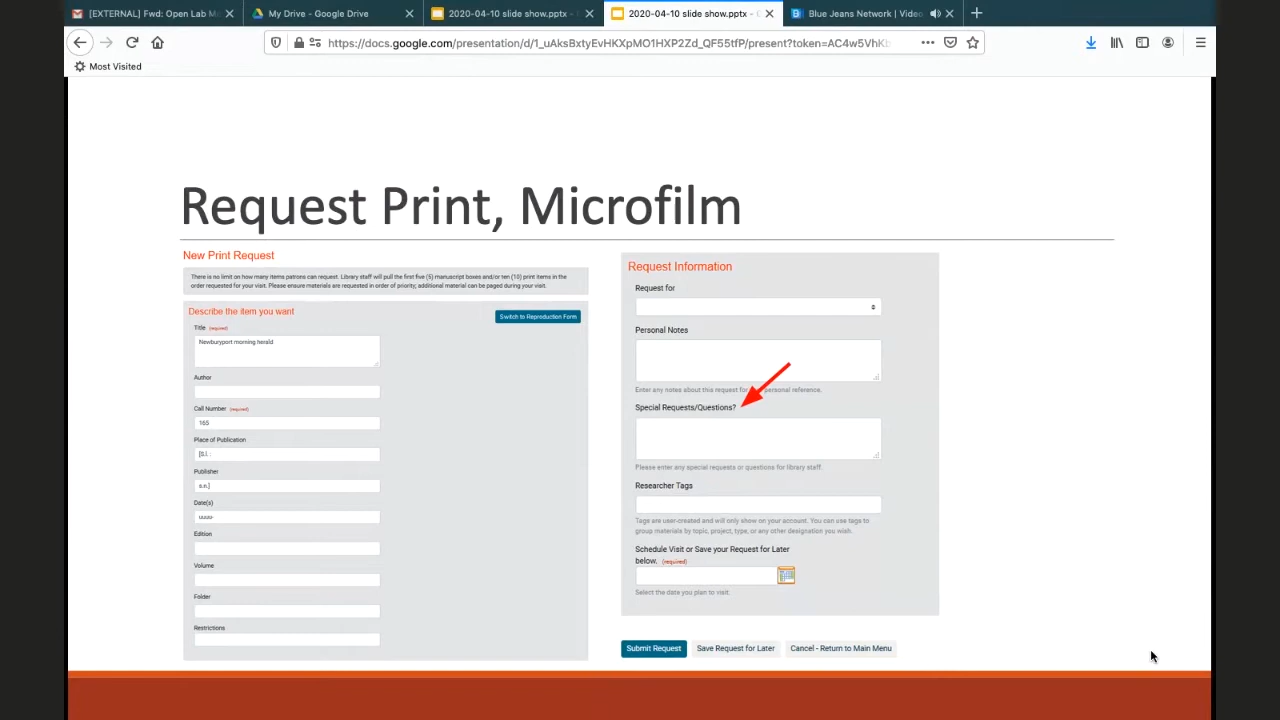 [EXTERNAL] Fwd: Open Lab M
My Drive - Google Drive
2020-04-10 slide show.pptx -
2020-04-10 slide show.pptx -
Blue Jeans Network | Video
https://docs.google.com/presentation/d/1_uAksBxtyEvHKXpMO1HXP2Zd_QF55tfP/present?token=AC4w5VhKb
Most Visited
Request Print, Microfilm
New Print Request
There is no limit on how many items patrons can request. Library staff will pull the first five (5) manuscript boxes and/or ten (10) print items in the
order requested for your visit. Please ensure materials are requested in order of priority, additional material can be paged during your visit.
Describe the item you want
Switch to Reproduction Form
Title (required)
Newburyport morning herald
Author
Call Number (required)
165
Place of Publication
[S.l. :
Publisher
s.n.]
Date(s)
uuuu-
Edition
Volume
Folder
Restrictions
Request Information
Request for
Personal Notes
Enter any notes about this request for personal reference.
Special Requests/Questions?
Please enter any special requests or questions for library staff.
Researcher Tags
Tags are user-created and will only show on your account. You can use tags to
group materials by topic, project, type, or any other designation you wish.
Schedule Visit or Save your Request for Later
below. (required)
Select the date you plan to visit.
Submit Request
Save Request for Later
Cancel - Return to Main Menu